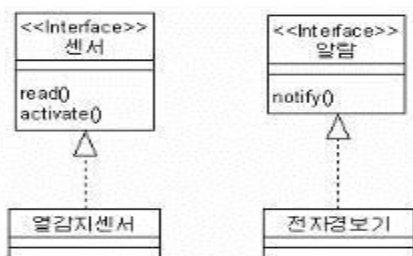 <<Interface>>
센서
read()
activate()
<<Interface>>
알람
notify()
열감지센서
전자경보기